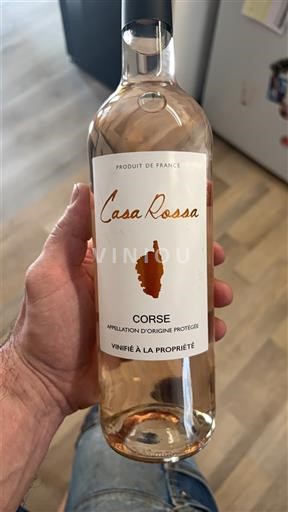 PRODUIT DE FRANCE
Casa Rossa
VINIOU
CORSE
APPELLATION D'ORIGINE PROTÉGÉE
VINIFIÉ À LA PROPRIÉTÉ